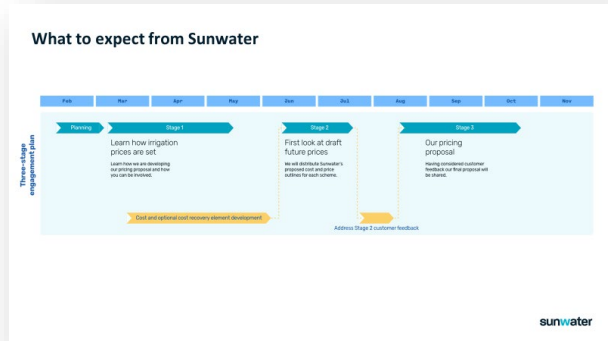 What to expect from Sunwater
Feb Mar Apr May Jun Jul Aug Sep Oct Nov
Three-stage
engagement plan
Planning Stage 1 Stage 2 Stage 3
Learn how irrigation
prices are set
Learn how we are developing
our pricing proposal and how
you can be involved.
First look at draft
future prices
We will distribute Sunwater's
proposed cost and price
outlines for each scheme.
Our pricing
proposal
Having considered customer
feedback our final proposal will
be shared.
Cost and optional cost recovery element development
Address Stage 2 customer feedback
sunwater